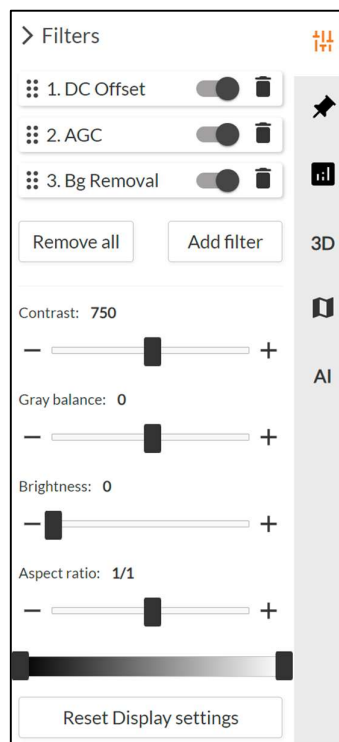 Filters
1. DC Offset
2. AGC
3. Bg Removal
Remove all Add filter
3D
Contrast: 750
AI
Gray balance: 0
Brightness: 0
Aspect ratio: 1/1
Reset Display settings